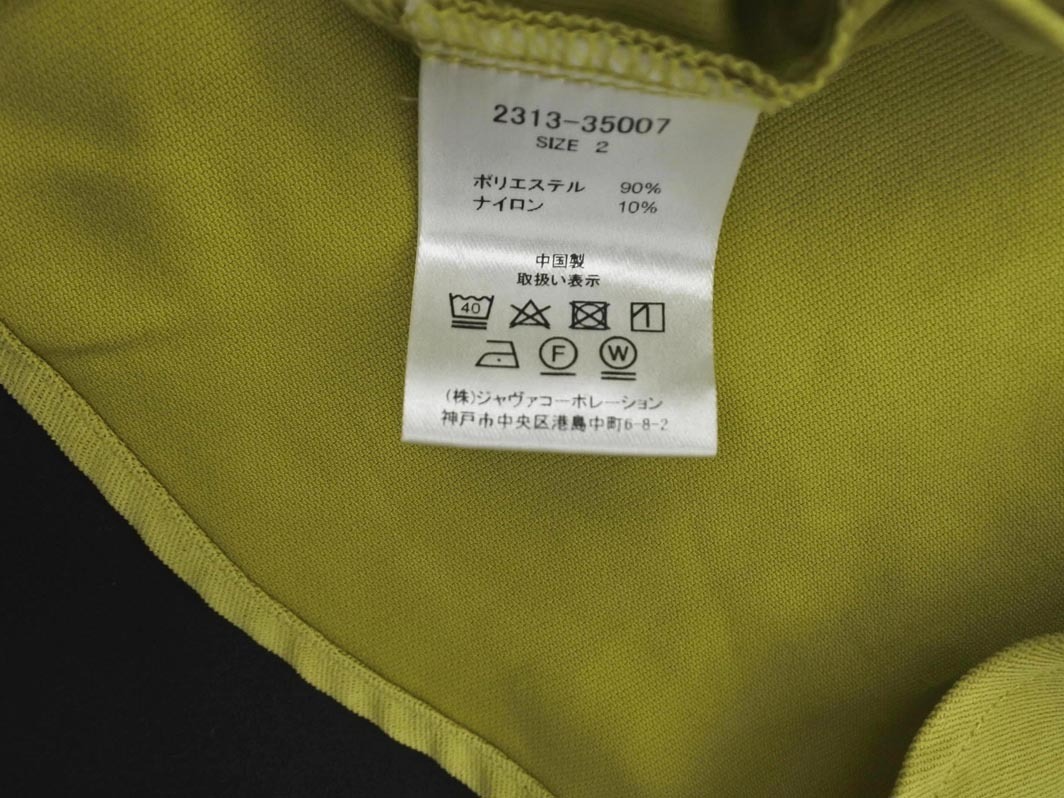 2313-35007
SIZE 2
ポリエステル 90%
ナイロン 10%
中国製
取扱い表示
40
F W
(株)ジャヴァコーポレーション
神戸市中央区港島中町6-8-2